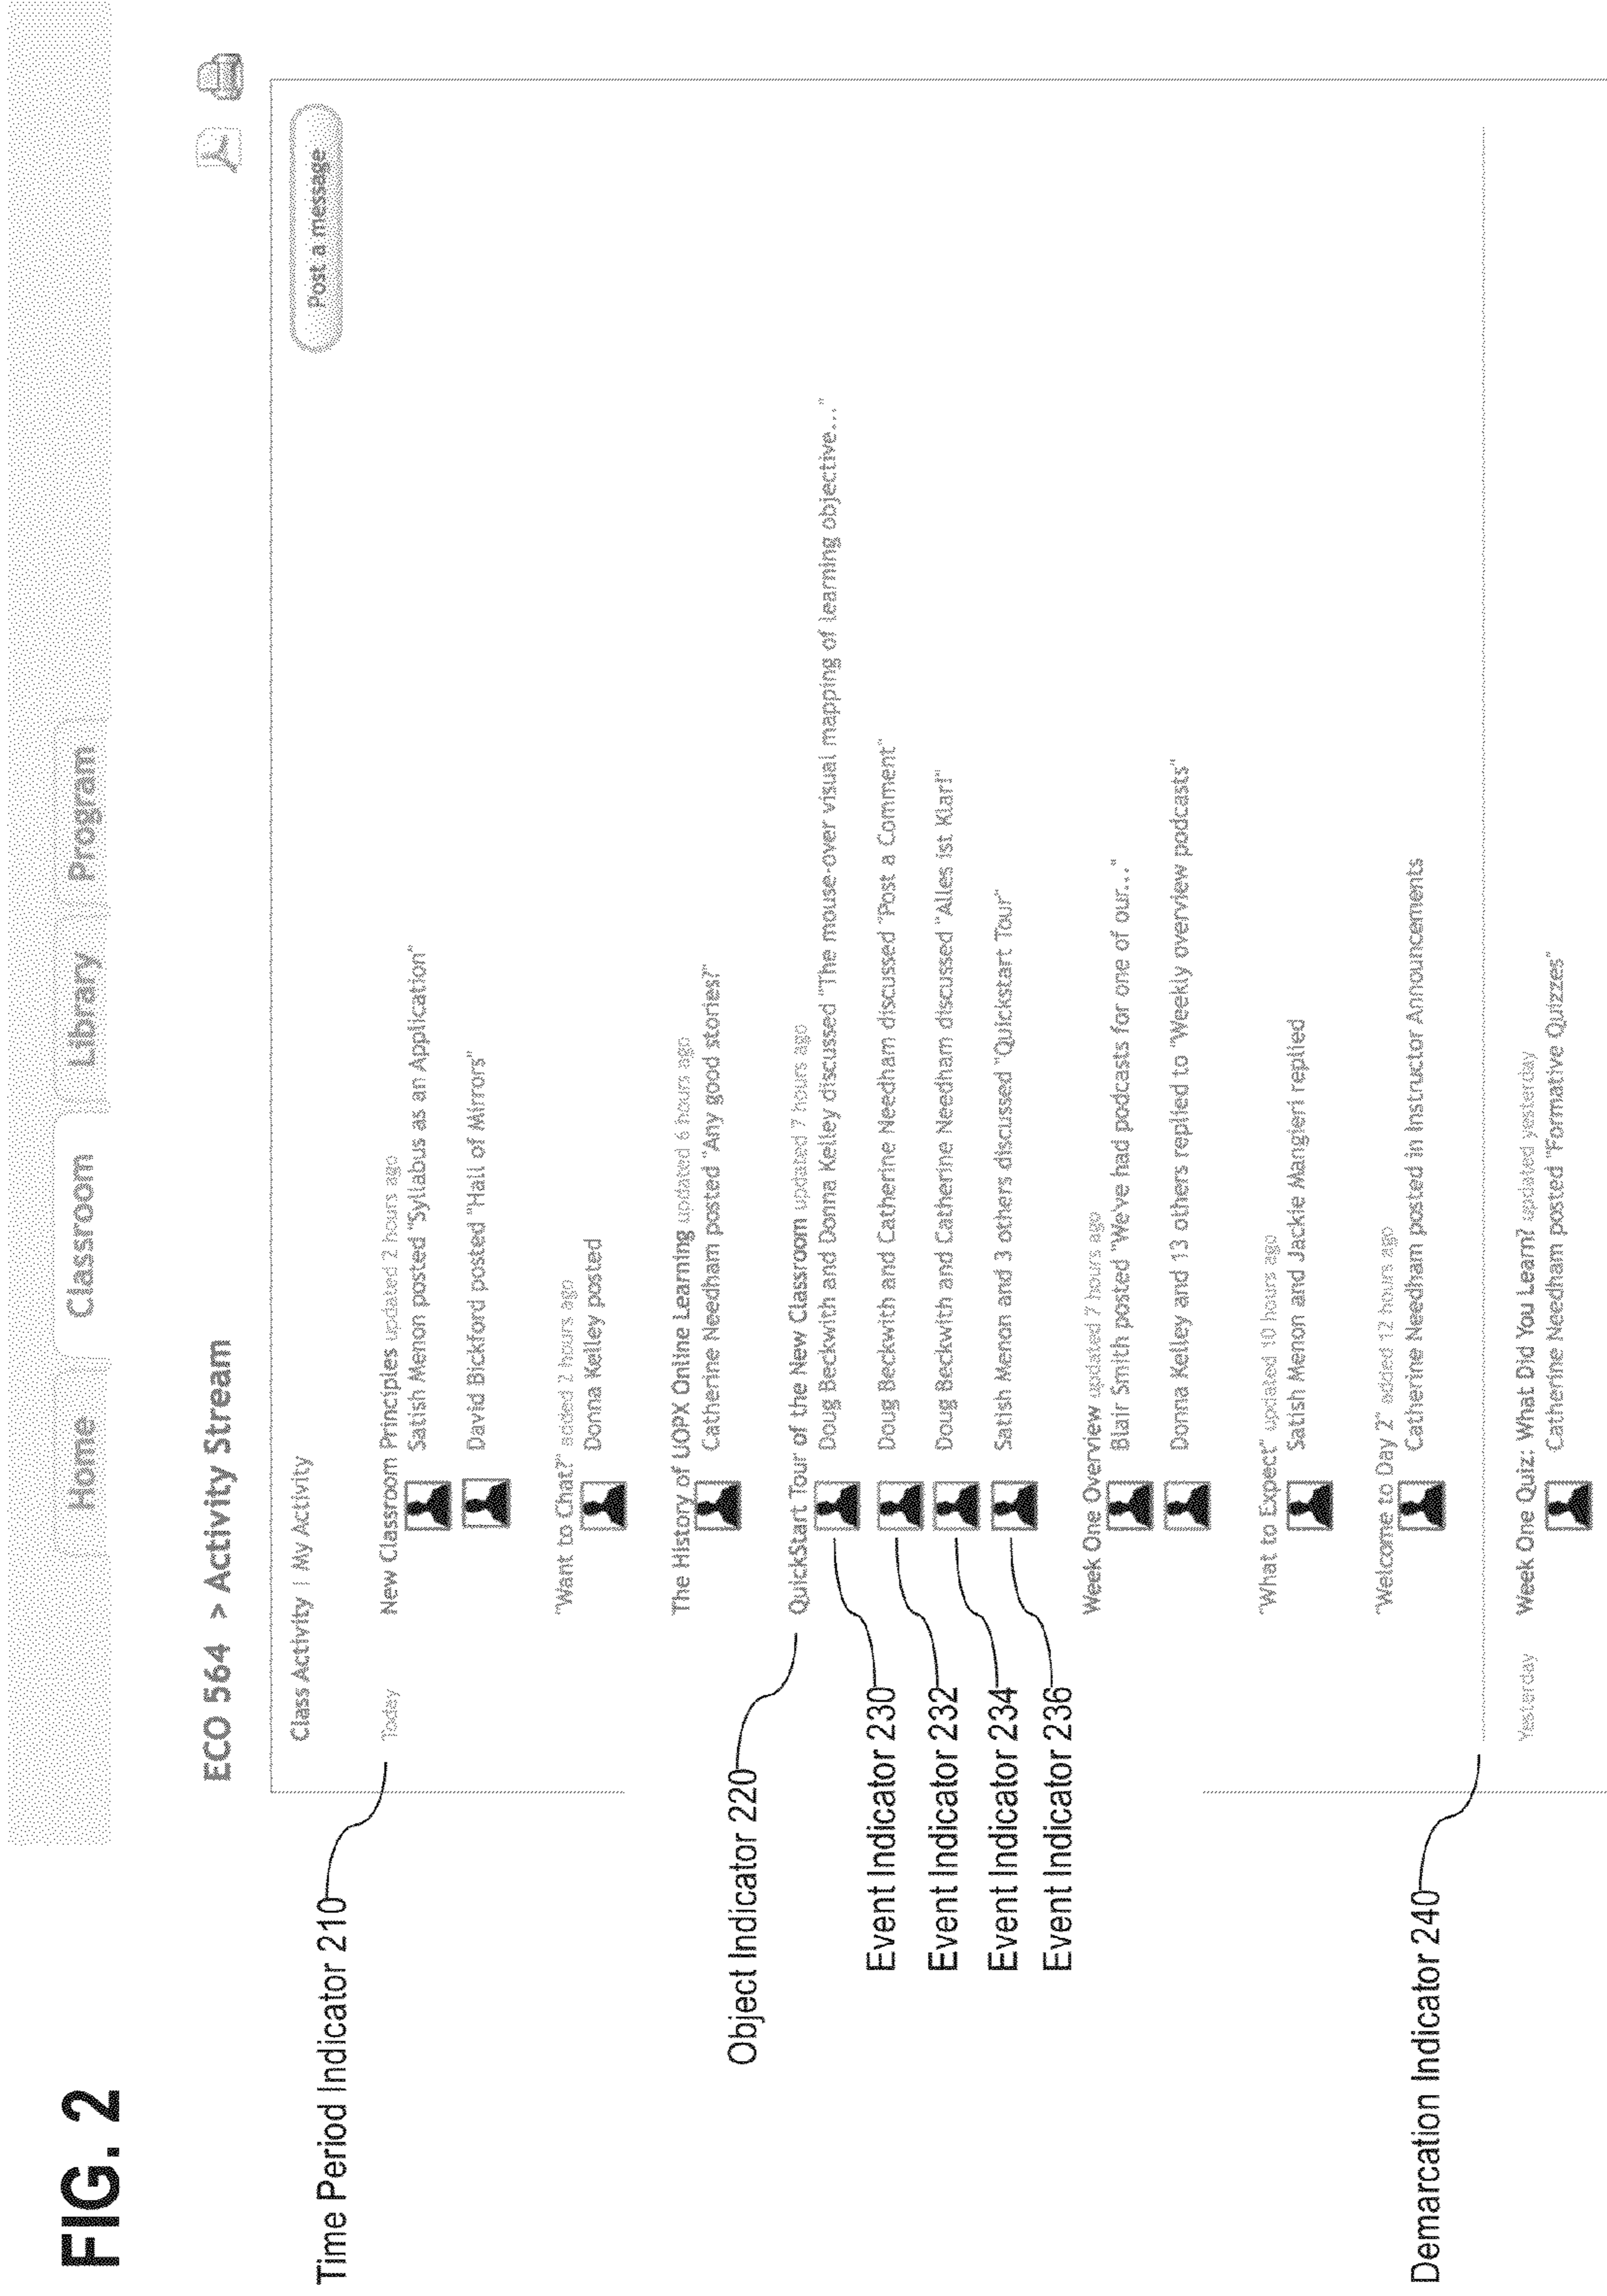 FIG. 2
Home Classroom Library Program
ECO 564 > Activity Stream
Class Activity | My Activity
Post a message
Time Period Indicator 210
Today
New Classroom Principles updated 2 hours ago
Satish Menon posted "Syllabus as an Application"
David Bickford posted "Hall of Mirrors"
"Want to Chat?" added 2 hours ago
Donna Kelley posted
The History of UOPX Online Learning updated 6 hours ago
Catherine Needham posted "Any good stories?"
Object Indicator 220
QuickStart Tour of the New Classroom updated 7 hours ago
Doug Beckwith and Donna Kelley discussed "The mouse-over visual mapping of learning objective..."
Event Indicator 230
Doug Beckwith and Catherine Needham discussed "Post a Comment"
Event Indicator 232
Doug Beckwith and Catherine Needham discussed "Alles ist Klar!"
Event Indicator 234
Satish Menon and 3 others discussed "Quickstart Tour"
Event Indicator 236
Week One Overview updated 7 hours ago
Blair Smith posted "We've had podcasts for one of our..."
Donna Kelley and 13 others replied to "Weekly overview podcasts"
"What to Expect" updated 10 hours ago
Satish Menon and Jackie Mangieri replied
"Welcome to Day 2" added 12 hours ago
Catherine Needham posted in Instructor Announcements
Demarcation Indicator 240
Yesterday
Week One Quiz: What Did You Learn? updated yesterday
Catherine Needham posted "Formative Quizzes"